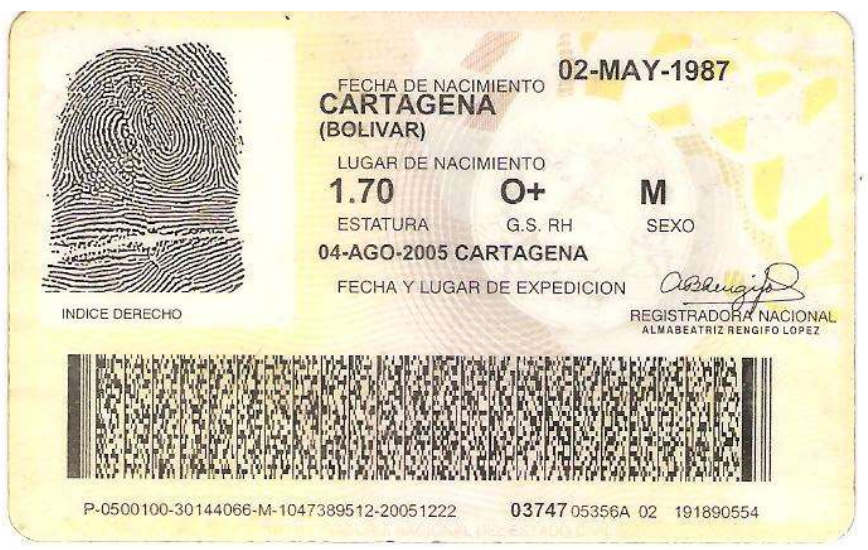 02-MAY-1987
FECHA DE NACIMIENTO
CARTAGENA
(BOLIVAR)
LUGAR DE NACIMIENTO
1.70 O+ M
ESTATURA G.S. RH SEXO
04-AGO-2005 CARTAGENA
FECHA Y LUGAR DE EXPEDICION
INDICE DERECHO
REGISTRADORA NACIONAL
ALMABEATRIZ RENGIFO LOPEZ
P-0500100-30144066-M-1047389512-20051222 03747 05356A 02 191890554